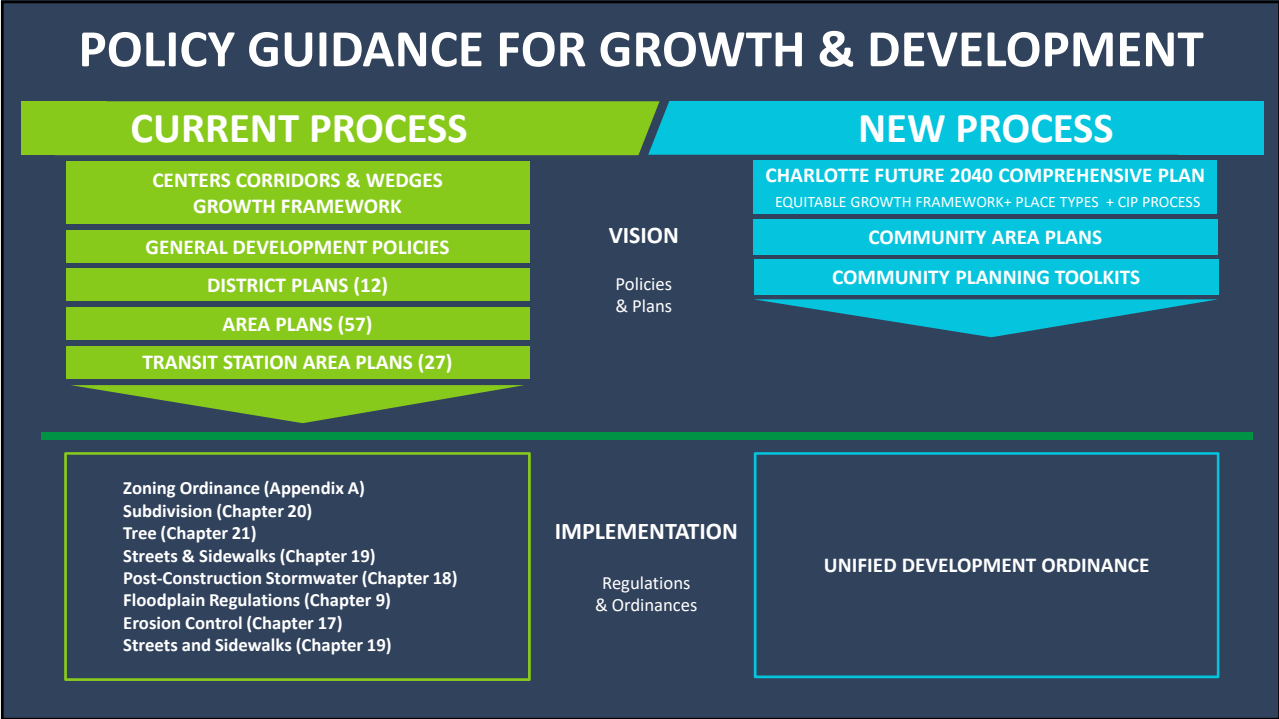 POLICY GUIDANCE FOR GROWTH & DEVELOPMENT
CURRENT PROCESS
NEW PROCESS
CENTERS CORRIDORS & WEDGES
GROWTH FRAMEWORK
GENERAL DEVELOPMENT POLICIES
DISTRICT PLANS (12)
AREA PLANS (57)
TRANSIT STATION AREA PLANS (27)
VISION
Policies
& Plans
CHARLOTTE FUTURE 2040 COMPREHENSIVE PLAN
EQUITABLE GROWTH FRAMEWORK+ PLACE TYPES + CIP PROCESS
COMMUNITY AREA PLANS
COMMUNITY PLANNING TOOLKITS
Zoning Ordinance (Appendix A)
Subdivision (Chapter 20)
Tree (Chapter 21)
Streets & Sidewalks (Chapter 19)
Post-Construction Stormwater (Chapter 18)
Floodplain Regulations (Chapter 9)
Erosion Control (Chapter 17)
Streets and Sidewalks (Chapter 19)
IMPLEMENTATION
Regulations
& Ordinances
UNIFIED DEVELOPMENT ORDINANCE